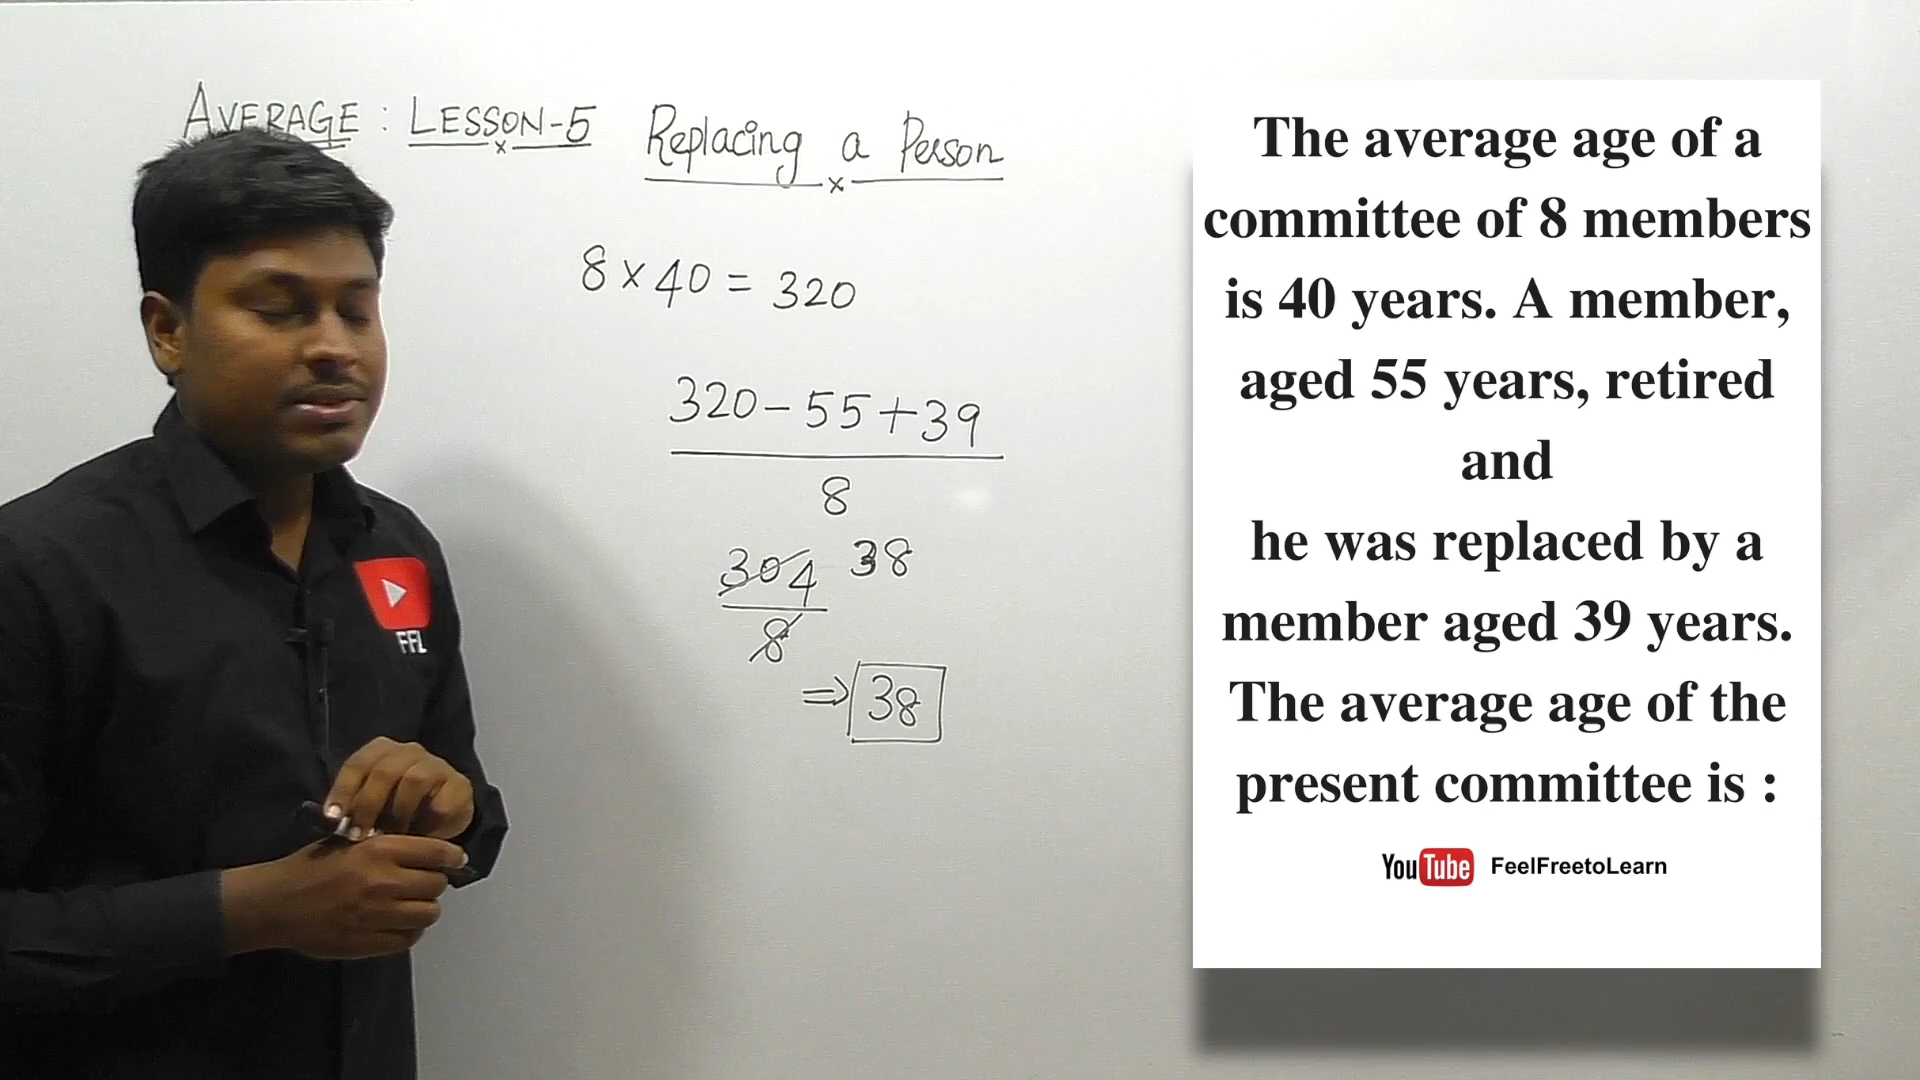 AVERAGE : LESSON-5
Replacing a Person
8 × 40 = 320
320 – 55 + 39
8
304 38
8
⇒ 38
FFL
The average age of a
committee of 8 members
is 40 years. A member,
aged 55 years, retired
and
he was replaced by a
member aged 39 years.
The average age of the
present committee is :
YouTube FeelFreetoLearn